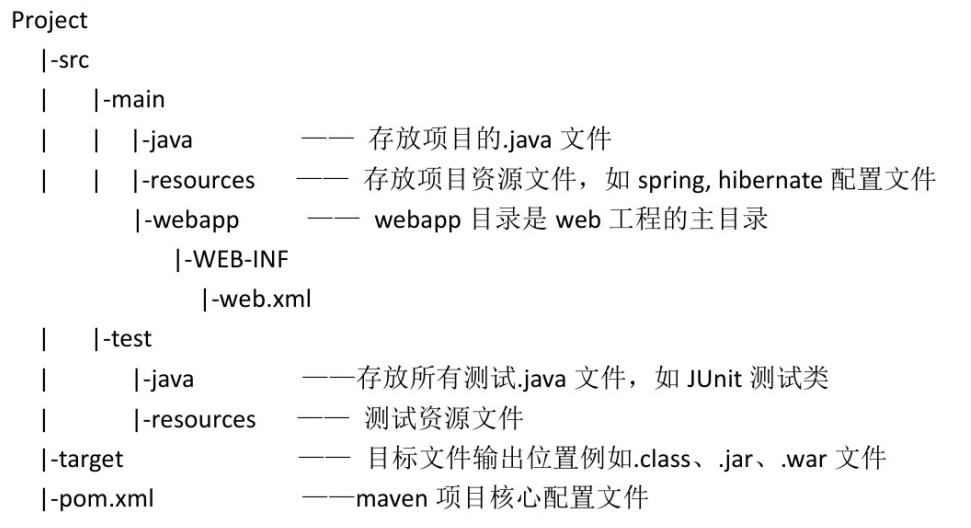 Project
|-src
| |-main
| | |-java —— 存放项目的.java 文件
| | |-resources —— 存放项目资源文件，如 spring, hibernate 配置文件
|-webapp —— webapp 目录是 web 工程的主目录
|-WEB-INF
|-web.xml
| |-test
| |-java ——存放所有测试.java 文件，如 JUnit 测试类
| |-resources —— 测试资源文件
|-target —— 目标文件输出位置例如.class、.jar、.war 文件
|-pom.xml ——maven 项目核心配置文件